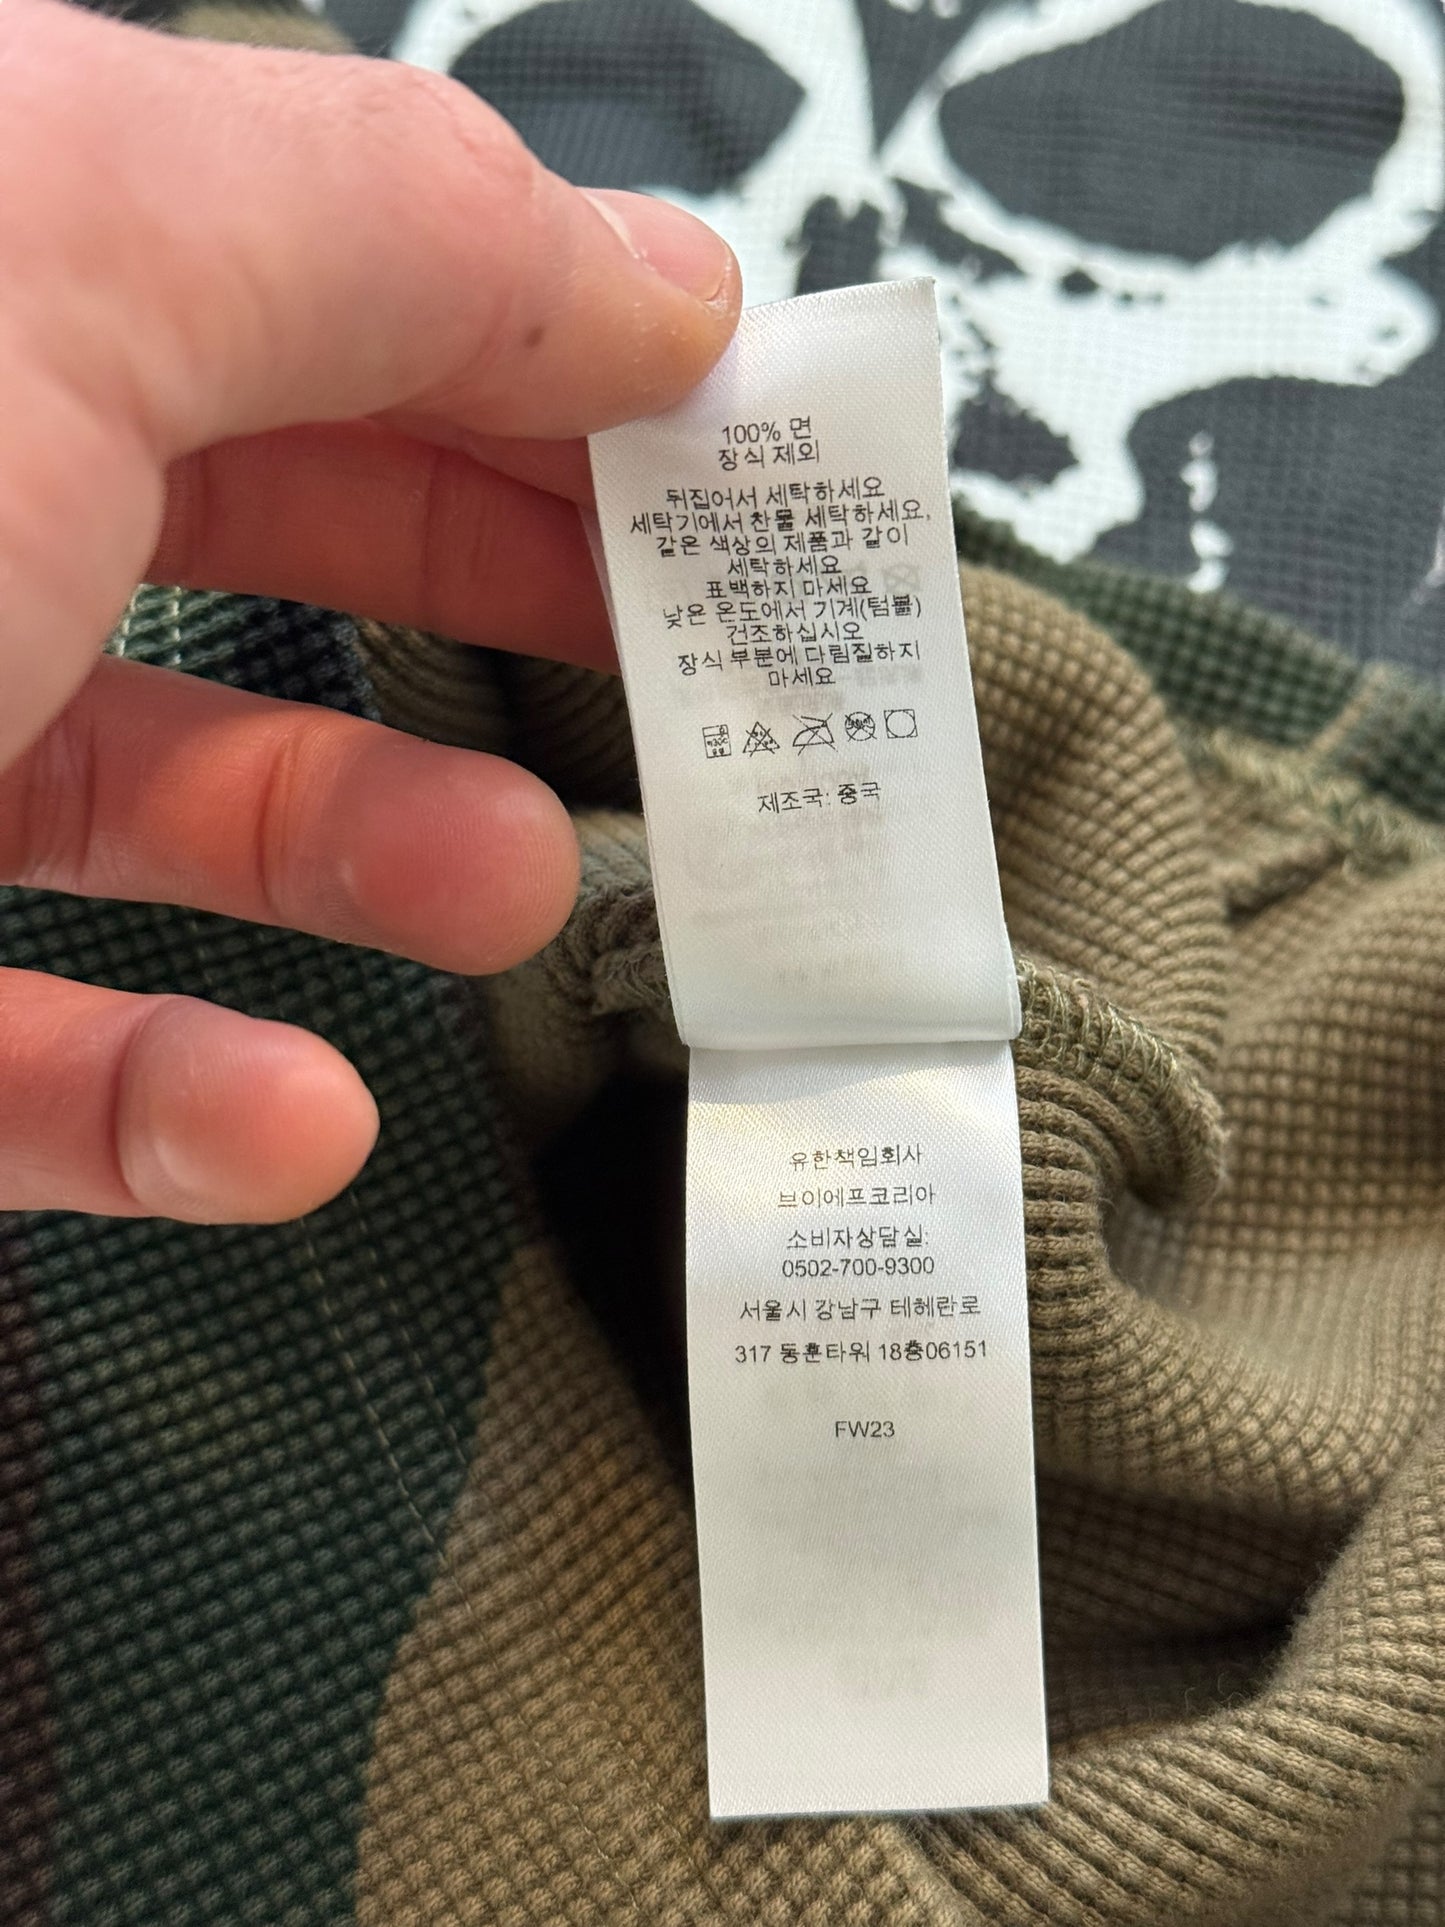 100% 면
장식 제외
뒤집어서 세탁하세요
세탁기에서 찬물 세탁하세요,
같은 색상의 제품과 같이
세탁하세요
표백하지 마세요
낮은 온도에서 기계(텀블)
건조하십시오
장식 부분에 다림질하지
마세요
제조국: 중국
유한책임회사
브이에프코리아
소비자상담실:
0502-700-9300
서울시 강남구 테헤란로
317 동훈타워 18층06151
FW23